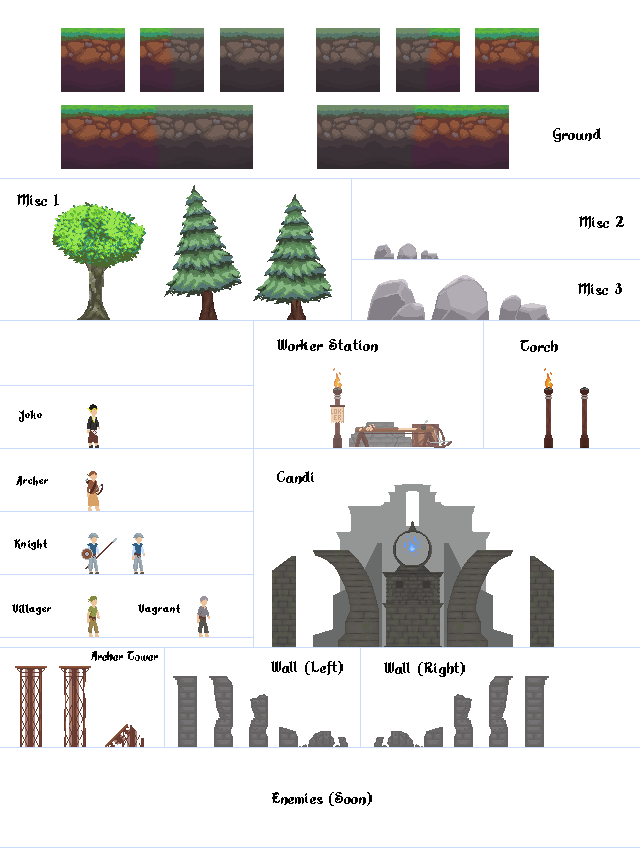 Ground
Misc 1
Misc 2
Misc 3
Worker Station
Torch
Joko
Archer
Candi
Knight
Villager
Vagrant
Archer Tower
Wall (Left)
Wall (Right)
Enemies (Soon)